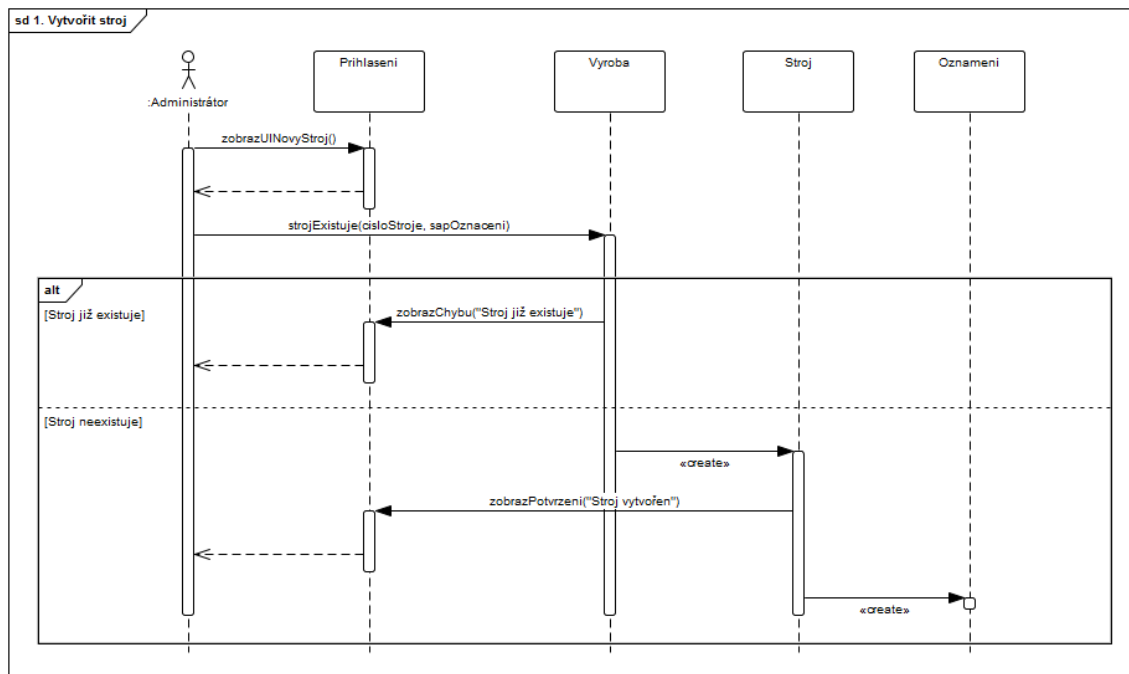 sd 1. Vytvořit stroj
:Administrátor
Prihlaseni
Vyroba
Stroj
Oznameni
zobrazUINovyStroj()
strojExistuje(cisloStroje, sapOznaceni)
alt
[Stroj již existuje]
zobrazChybu("Stroj již existuje")
[Stroj neexistuje]
«create»
zobrazPotvrzeni("Stroj vytvořen")
«create»